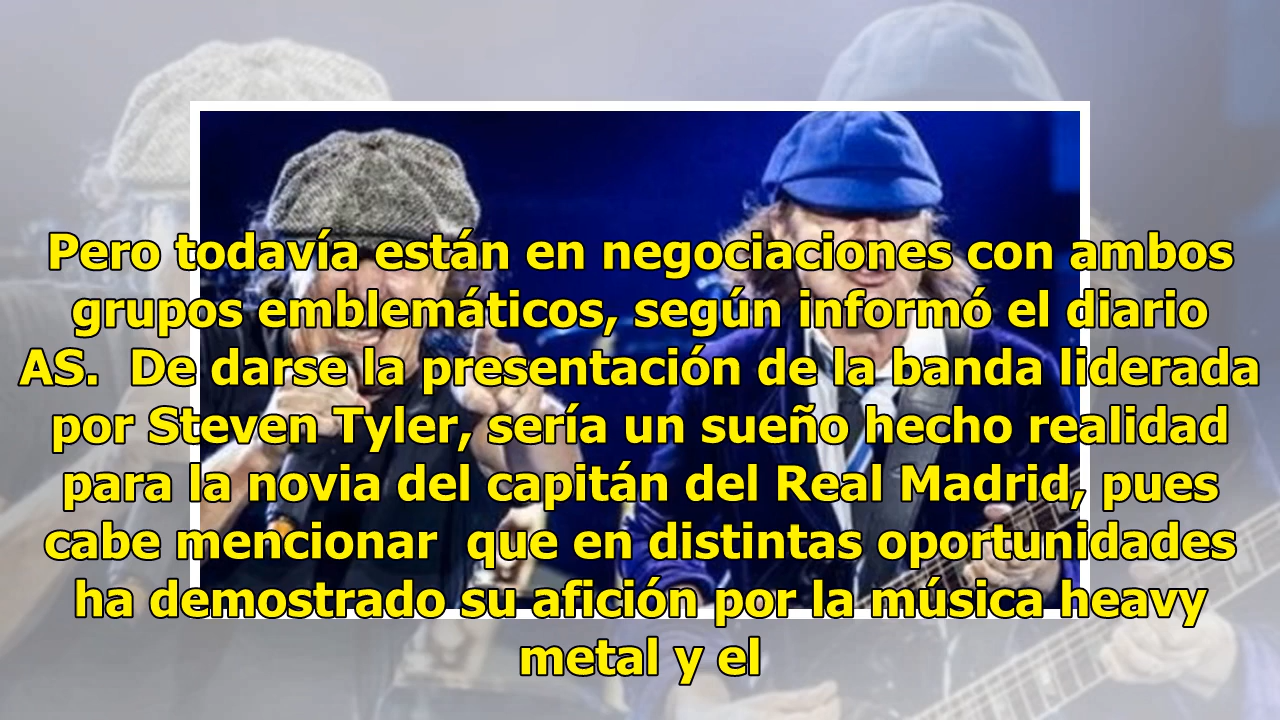 Pero todavía están en negociaciones con ambos
grupos emblemáticos, según informó el diario
AS.  De darse la presentación de la banda liderada
por Steven Tyler, sería un sueño hecho realidad
para la novia del capitán del Real Madrid, pues
cabe mencionar  que en distintas oportunidades
ha demostrado su afición por la música heavy
metal y el